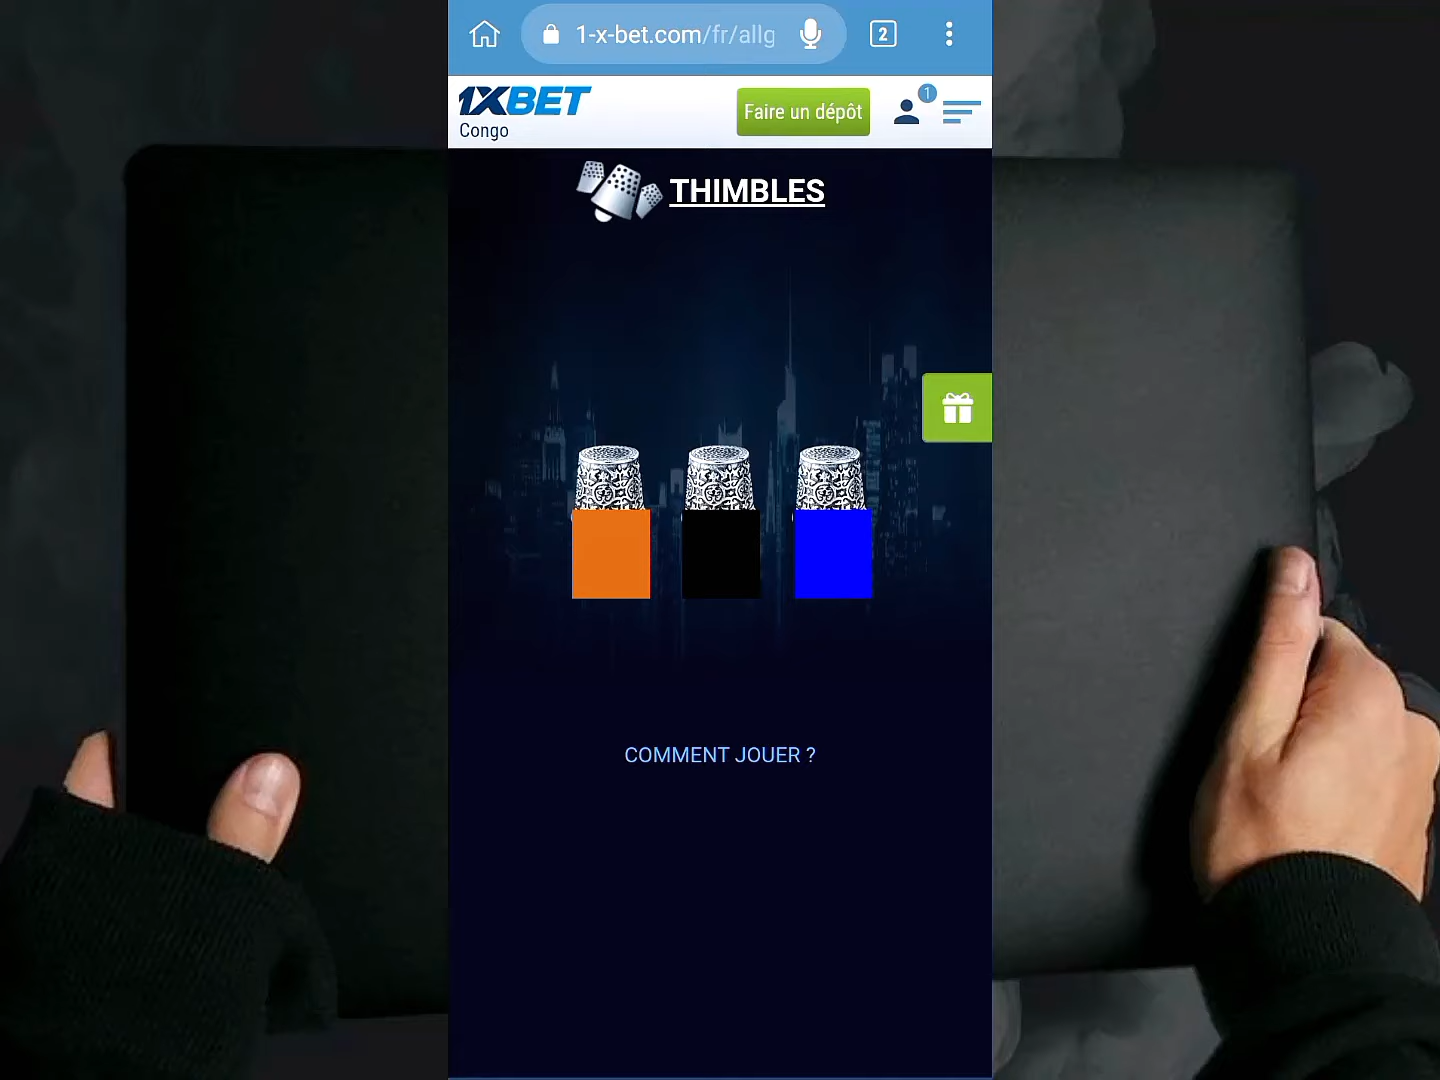 1-x-bet.com/fr/allg
2
1XBET
Congo
Faire un dépôt
1
THIMBLES
COMMENT JOUER ?